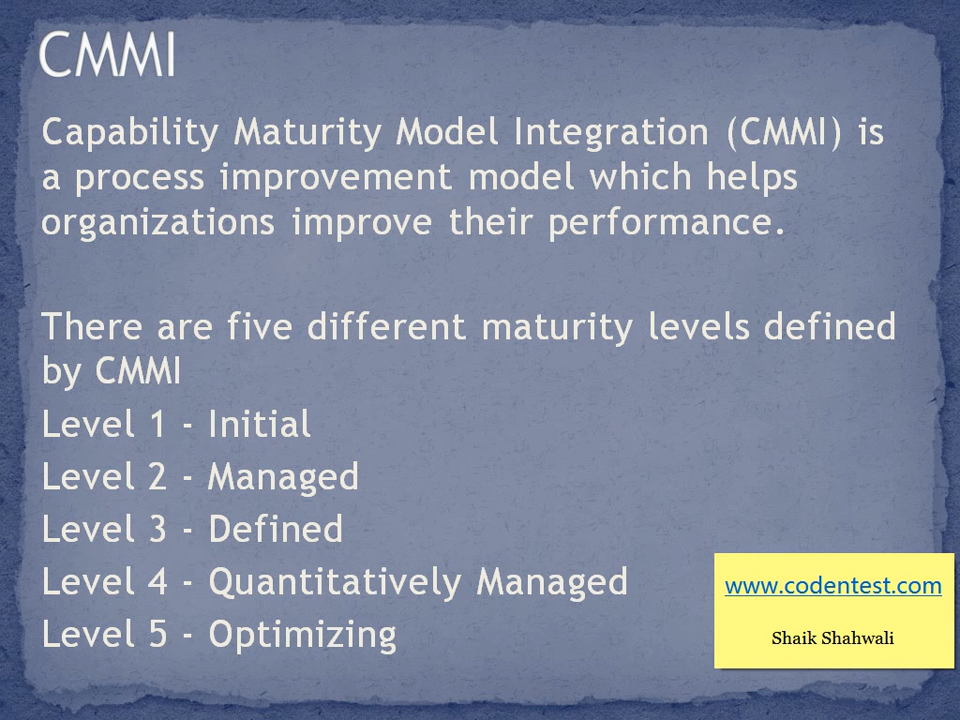 CMMI
Capability Maturity Model Integration (CMMI) is
a process improvement model which helps
organizations improve their performance.
There are five different maturity levels defined
by CMMI
Level 1 - Initial
Level 2 - Managed
Level 3 - Defined
Level 4 - Quantitatively Managed
Level 5 - Optimizing
www.codentest.com
Shaik Shahwali